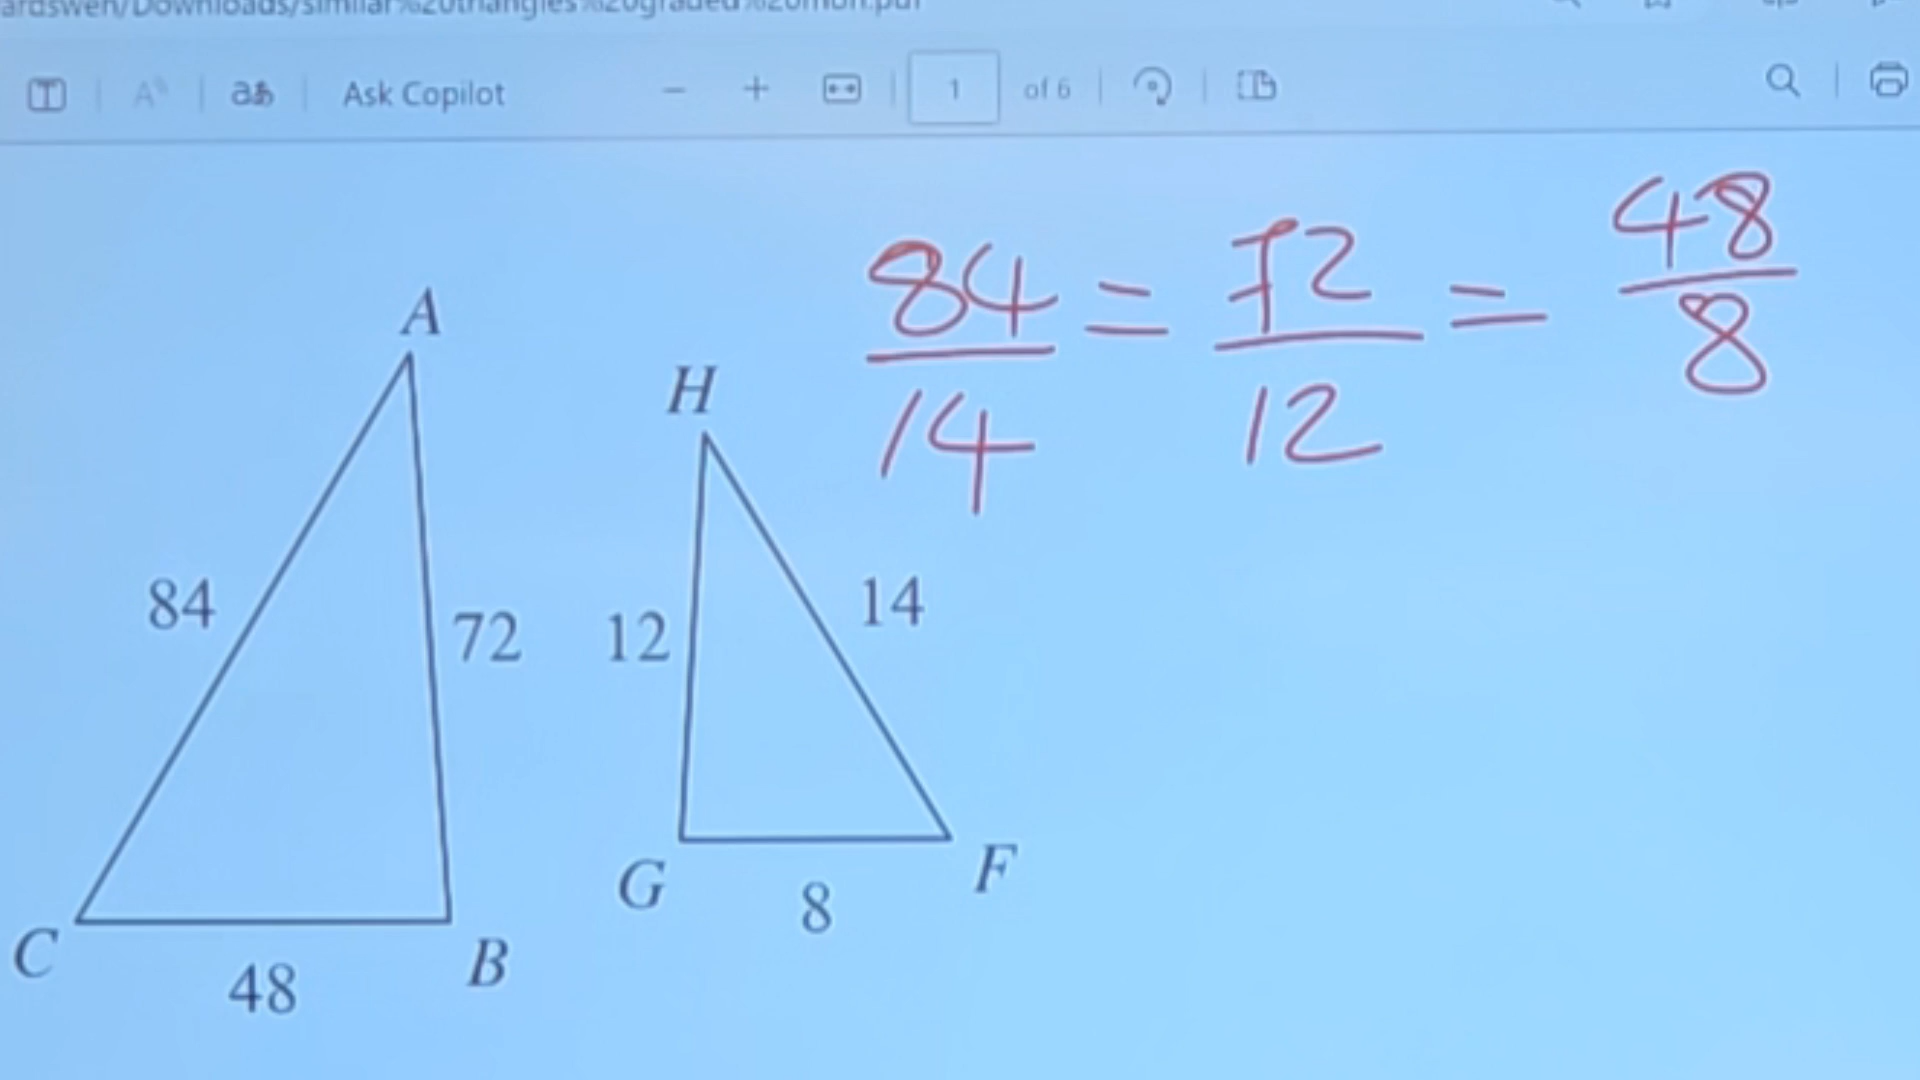 Ask Copilot
1 of 6
84/14 = 72/12 = 48/8
A
H
84
72
12
14
C
48
B
G
8
F